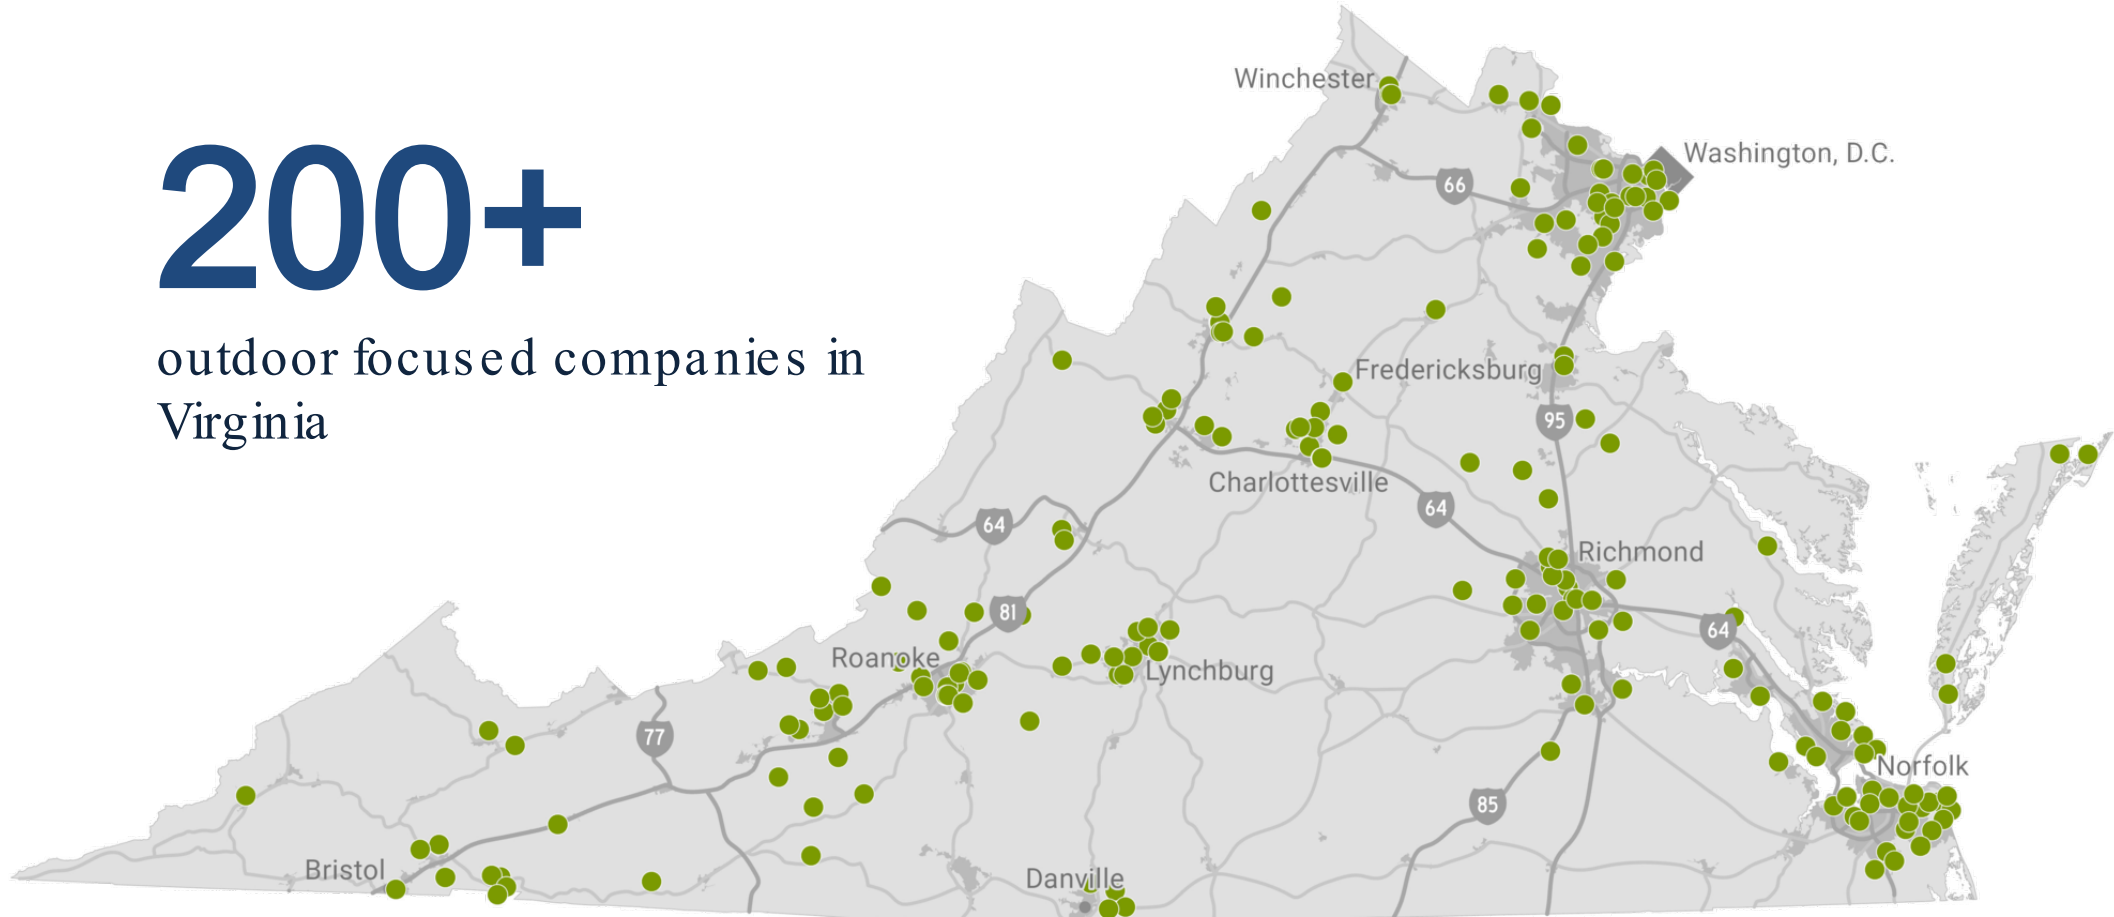 200+
outdoor focused companies in
Virginia
Winchester
Washington, D.C.
66
Fredericksburg
95
Charlottesville
64
64
Richmond
81
64
Roanoke
Lynchburg
77
Norfolk
85
Bristol
Danville